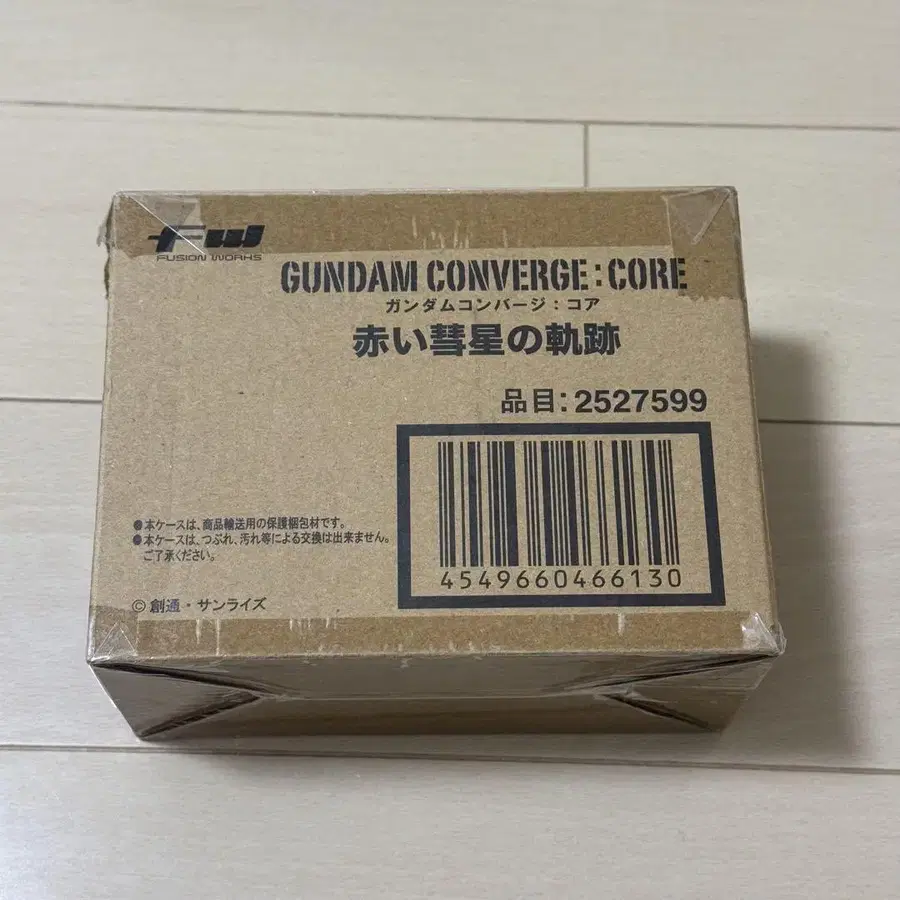 FW
FUSION WORKS
GUNDAM CONVERGE:CORE
ガンダムコンバージ:コア
赤い彗星の軌跡
品目:2527599
4549660466130
●本ケースは、商品輸送用の保護梱包材です。
●本ケースは、つぶれ、汚れ等による交換は出来ません。
ご了承ください。
© 創通・サンライズ